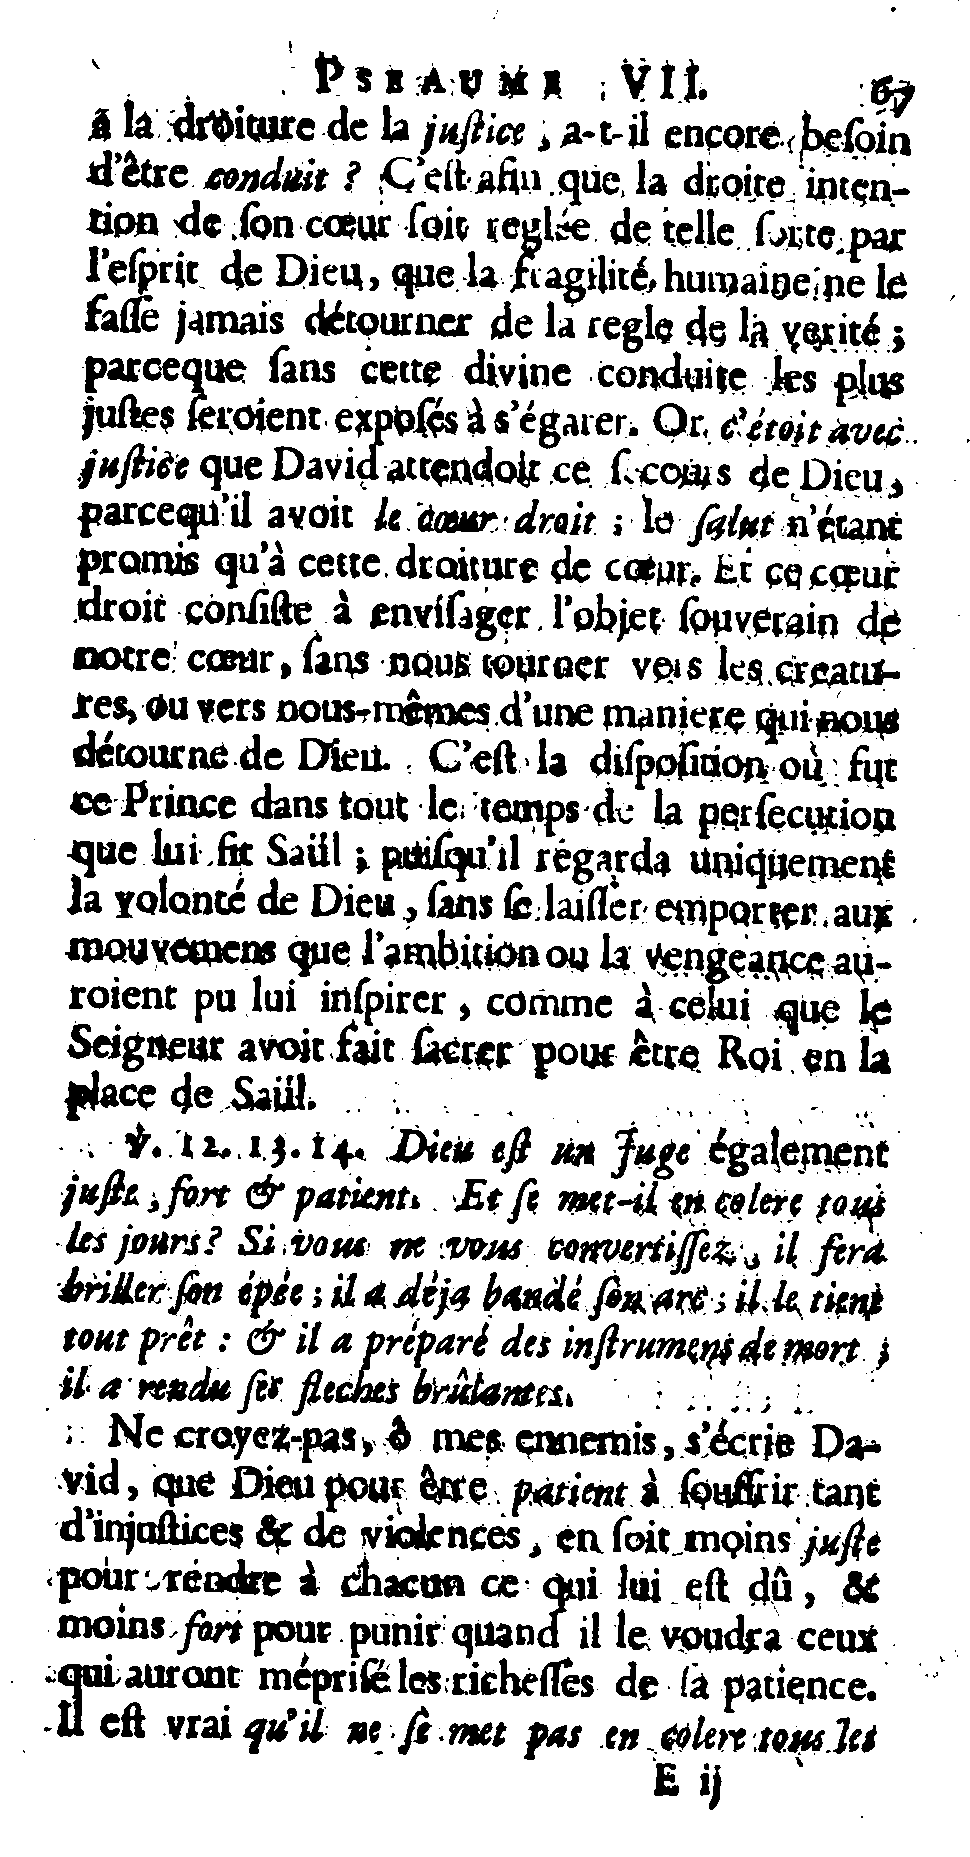 PSEAUME VII. 67
à la droiture de la juſtice, a-t-il encore beſoin
d'être conduit? C'eſt afin que la droite inten-
tion de ſon cœur ſoit reglée de telle ſorte par
l'eſprit de Dieu, que la fragilité humaine ne le
faſſe jamais détourner de la regle de la verité;
parceque ſans cette divine conduite les plus
juſtes ſeroient expoſés à s'égarer. Or c'étoit avec
juſtice que David attendoit ce ſecours de Dieu,
parcequ'il avoit le cœur droit; le ſalut n'étant
promis qu'à cette droiture de cœur. Et ce cœur
droit conſiſte à enviſager l'objet ſouverain de
notre cœur, ſans nous tourner vers les creatu-
res, ou vers nous-mêmes d'une maniere qui nous
détourne de Dieu. C'eſt la diſpoſition où fut
ce Prince dans tout le temps de la perſecution
que lui fit Saül; puiſqu'il regarda uniquement
la volonté de Dieu, ſans ſe laiſſer emporter aux
mouvemens que l'ambition ou la vengeance au-
roient pu lui inſpirer, comme à celui que le
Seigneur avoit fait ſacrer pour être Roi en la
place de Saül.
℣. 12. 13. 14. Dieu eſt un Juge également
juſte, fort & patient. Et ſe met-il en colere tous
les jours? Si vous ne vous convertiſſez, il fera
briller ſon épée; il a déja bandé ſon arc; il le tient
tout prêt: & il a préparé des inſtrumens de mort;
il a rendu ſes fleches brûlantes.
Ne croyez-pas, ô mes ennemis, s'écrie Da-
vid, que Dieu pour être patient à ſouffrir tant
d'injuſtices & de violences, en ſoit moins juſte
pour rendre à chacun ce qui lui eſt dû, &
moins fort pour punir quand il le voudra ceux
qui auront mépriſé les richeſſes de ſa patience.
Il eſt vrai qu'il ne ſe met pas en colere tous les
E ij